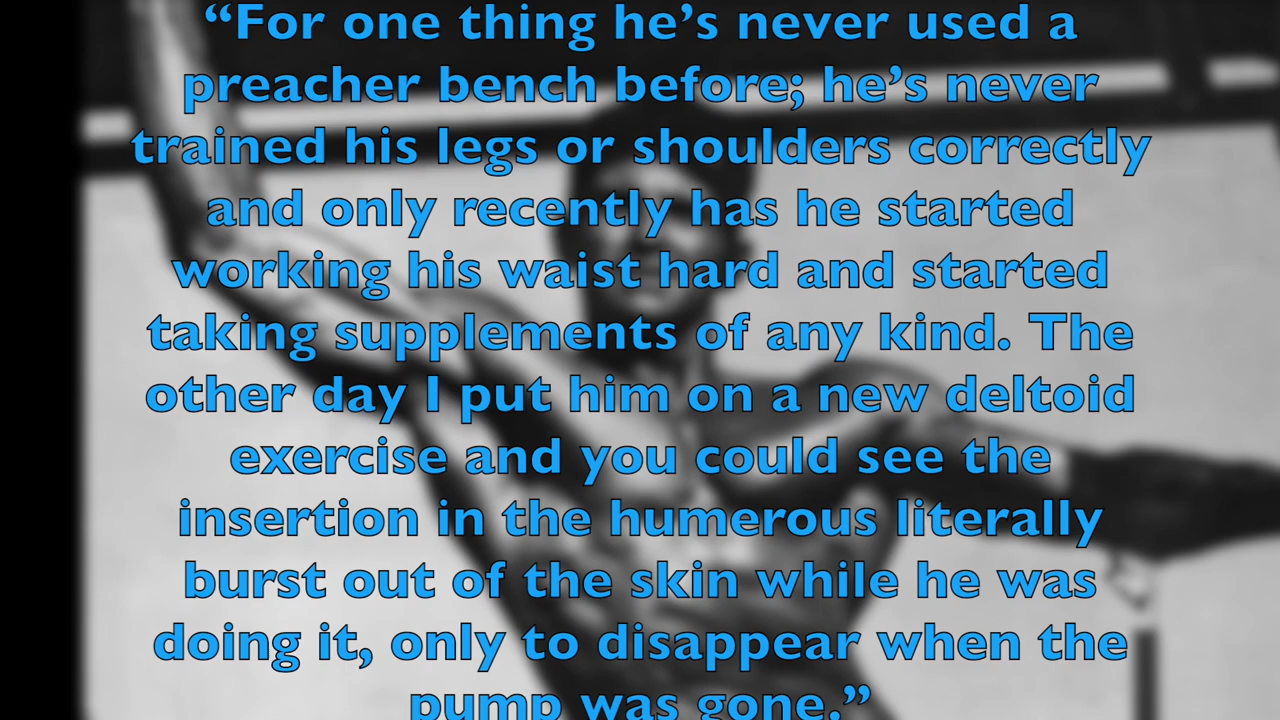 “For one thing he’s never used a
preacher bench before; he’s never
trained his legs or shoulders correctly
and only recently has he started
working his waist hard and started
taking supplements of any kind. The
other day I put him on a new deltoid
exercise and you could see the
insertion in the humerous literally
burst out of the skin while he was
doing it, only to disappear when the
pump was gone.”